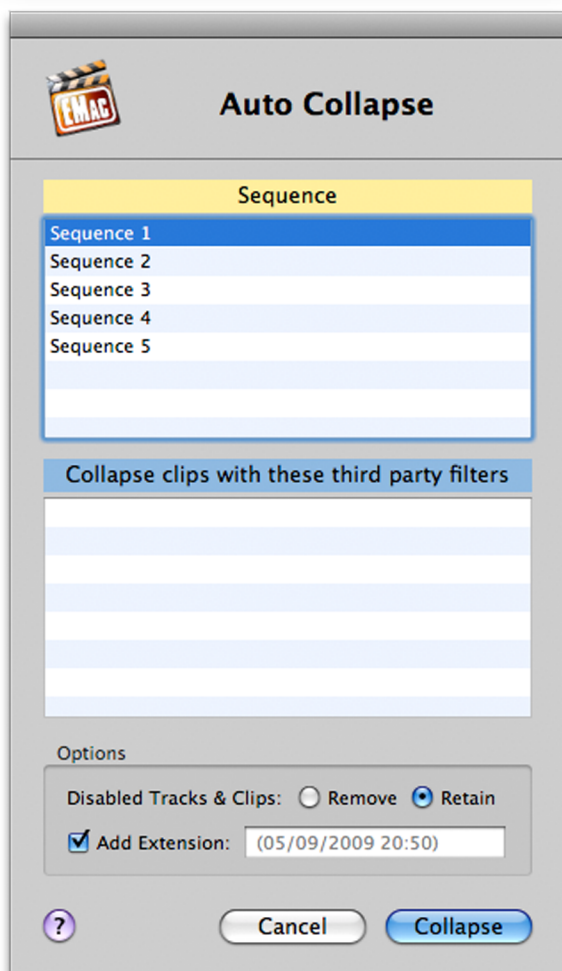 EMAC
Auto Collapse
Sequence
Sequence 1
Sequence 2
Sequence 3
Sequence 4
Sequence 5
Collapse clips with these third party filters
Options
Disabled Tracks & Clips: Remove Retain
Add Extension: (05/09/2009 20:50)
? Cancel Collapse